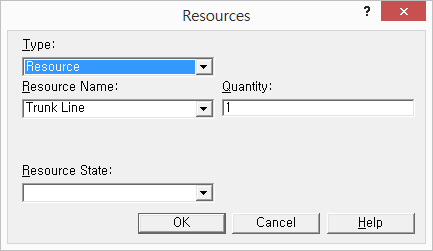 Resources
?
Type:
Resource
Resource Name:
Quantity:
Trunk Line
1
Resource State:
OK
Cancel
Help